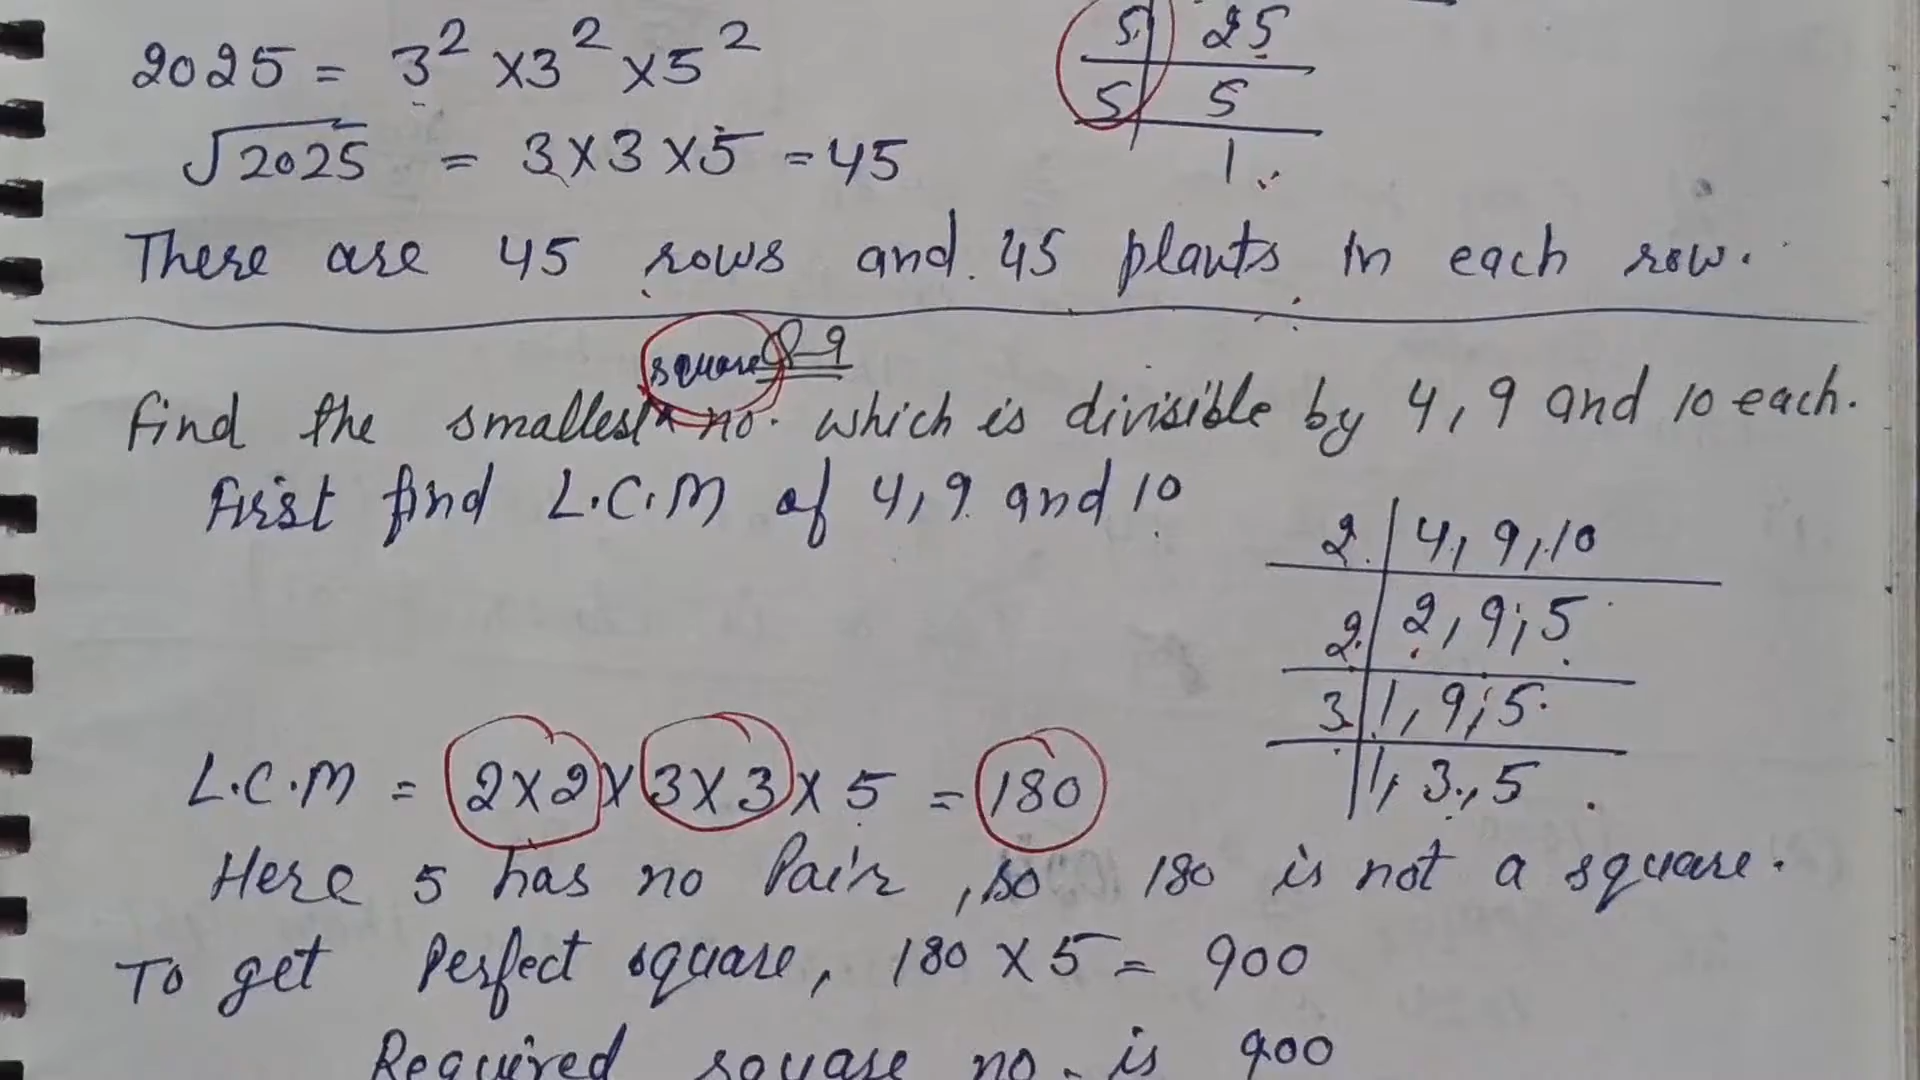 2025 = 3² × 3² × 5²
√2025 = 3 × 3 × 5 = 45
5 | 25
5 | 5
1
There are 45 rows and 45 plants in each row.
Q-9
square
Find the smallest no. which is divisible by 4, 9 and 10 each.
First find L.C.M of 4, 9 and 10
2 | 4, 9, 10
2 | 2, 9, 5
3 | 1, 9, 5
1, 3, 5
L.C.M = 2 × 2 × 3 × 3 × 5 = 180
Here 5 has no Pair, so 180 is not a square.
To get Perfect square, 180 × 5 = 900
Required square no. is 900